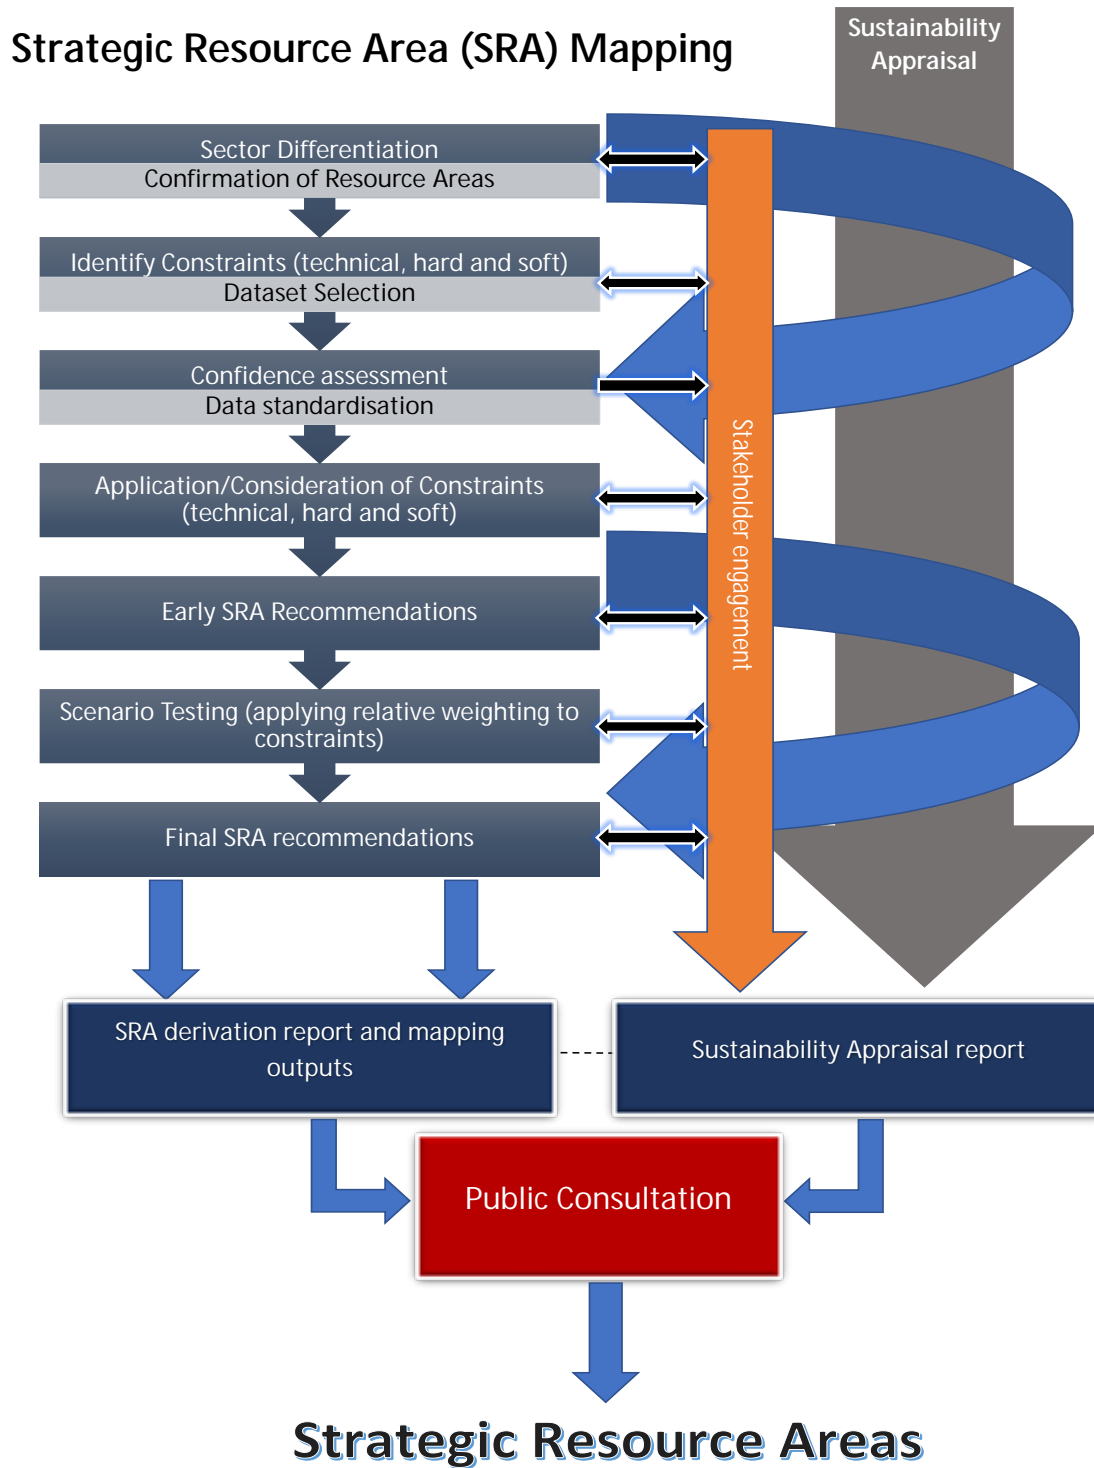 Strategic Resource Area (SRA) Mapping
Sustainability
Appraisal
Sector Differentiation
Confirmation of Resource Areas
Identify Constraints (technical, hard and soft)
Dataset Selection
Confidence assessment
Data standardisation
Application/Consideration of Constraints
(technical, hard and soft)
Early SRA Recommendations
Scenario Testing (applying relative weighting to
constraints)
Final SRA recommendations
Stakeholder engagement
SRA derivation report and mapping
outputs
Sustainability Appraisal report
Public Consultation
Strategic Resource Areas